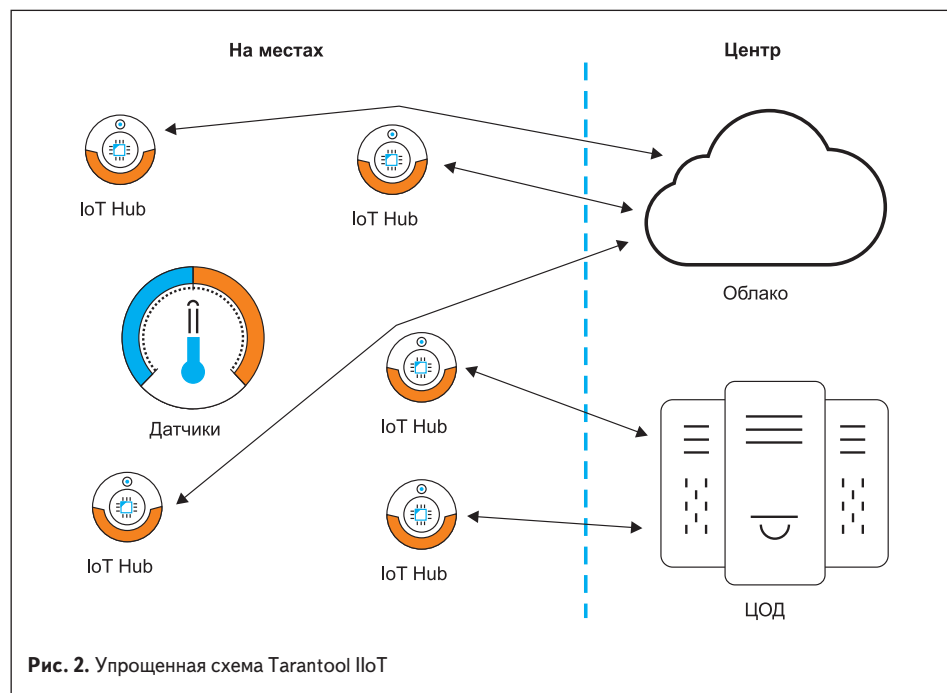 На местах
Центр
IoT Hub
IoT Hub
Облако
Датчики
IoT Hub
IoT Hub
IoT Hub
ЦОД
Рис. 2. Упрощенная схема Tarantool IIoT